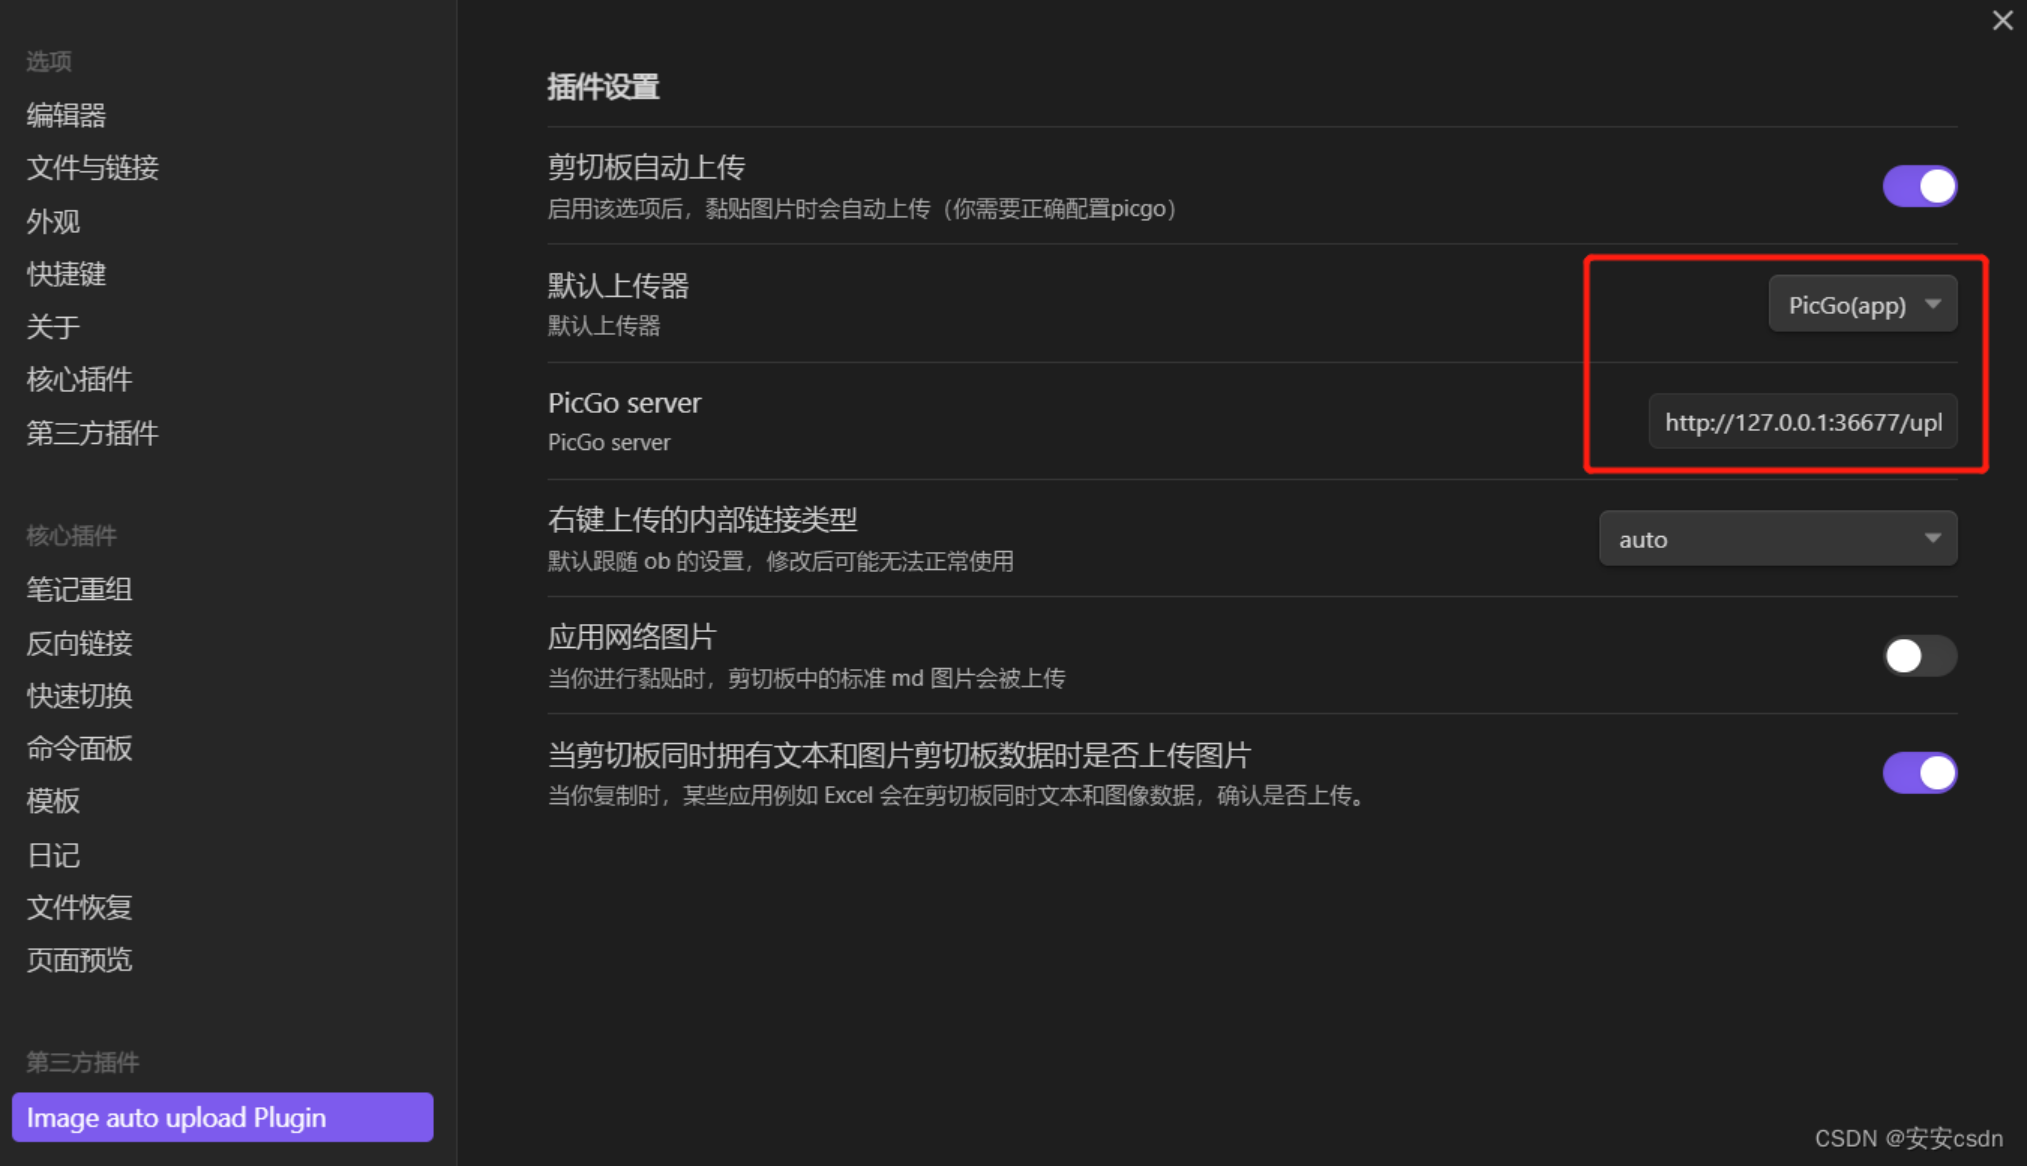 选项
编辑器
文件与链接
外观
快捷键
关于
核心插件
第三方插件
核心插件
笔记重组
反向链接
快速切换
命令面板
模板
日记
文件恢复
页面预览
第三方插件
Image auto upload Plugin
插件设置
剪切板自动上传
启用该选项后，黏贴图片时会自动上传（你需要正确配置picgo）
默认上传器
默认上传器
PicGo(app)
PicGo server
PicGo server
http://127.0.0.1:36677/upl
右键上传的内部链接类型
默认跟随 ob 的设置，修改后可能无法正常使用
auto
应用网络图片
当你进行黏贴时，剪切板中的标准 md 图片会被上传
当剪切板同时拥有文本和图片剪切板数据时是否上传图片
当你复制时，某些应用例如 Excel 会在剪切板同时文本和图像数据，确认是否上传。
CSDN @安安csdn